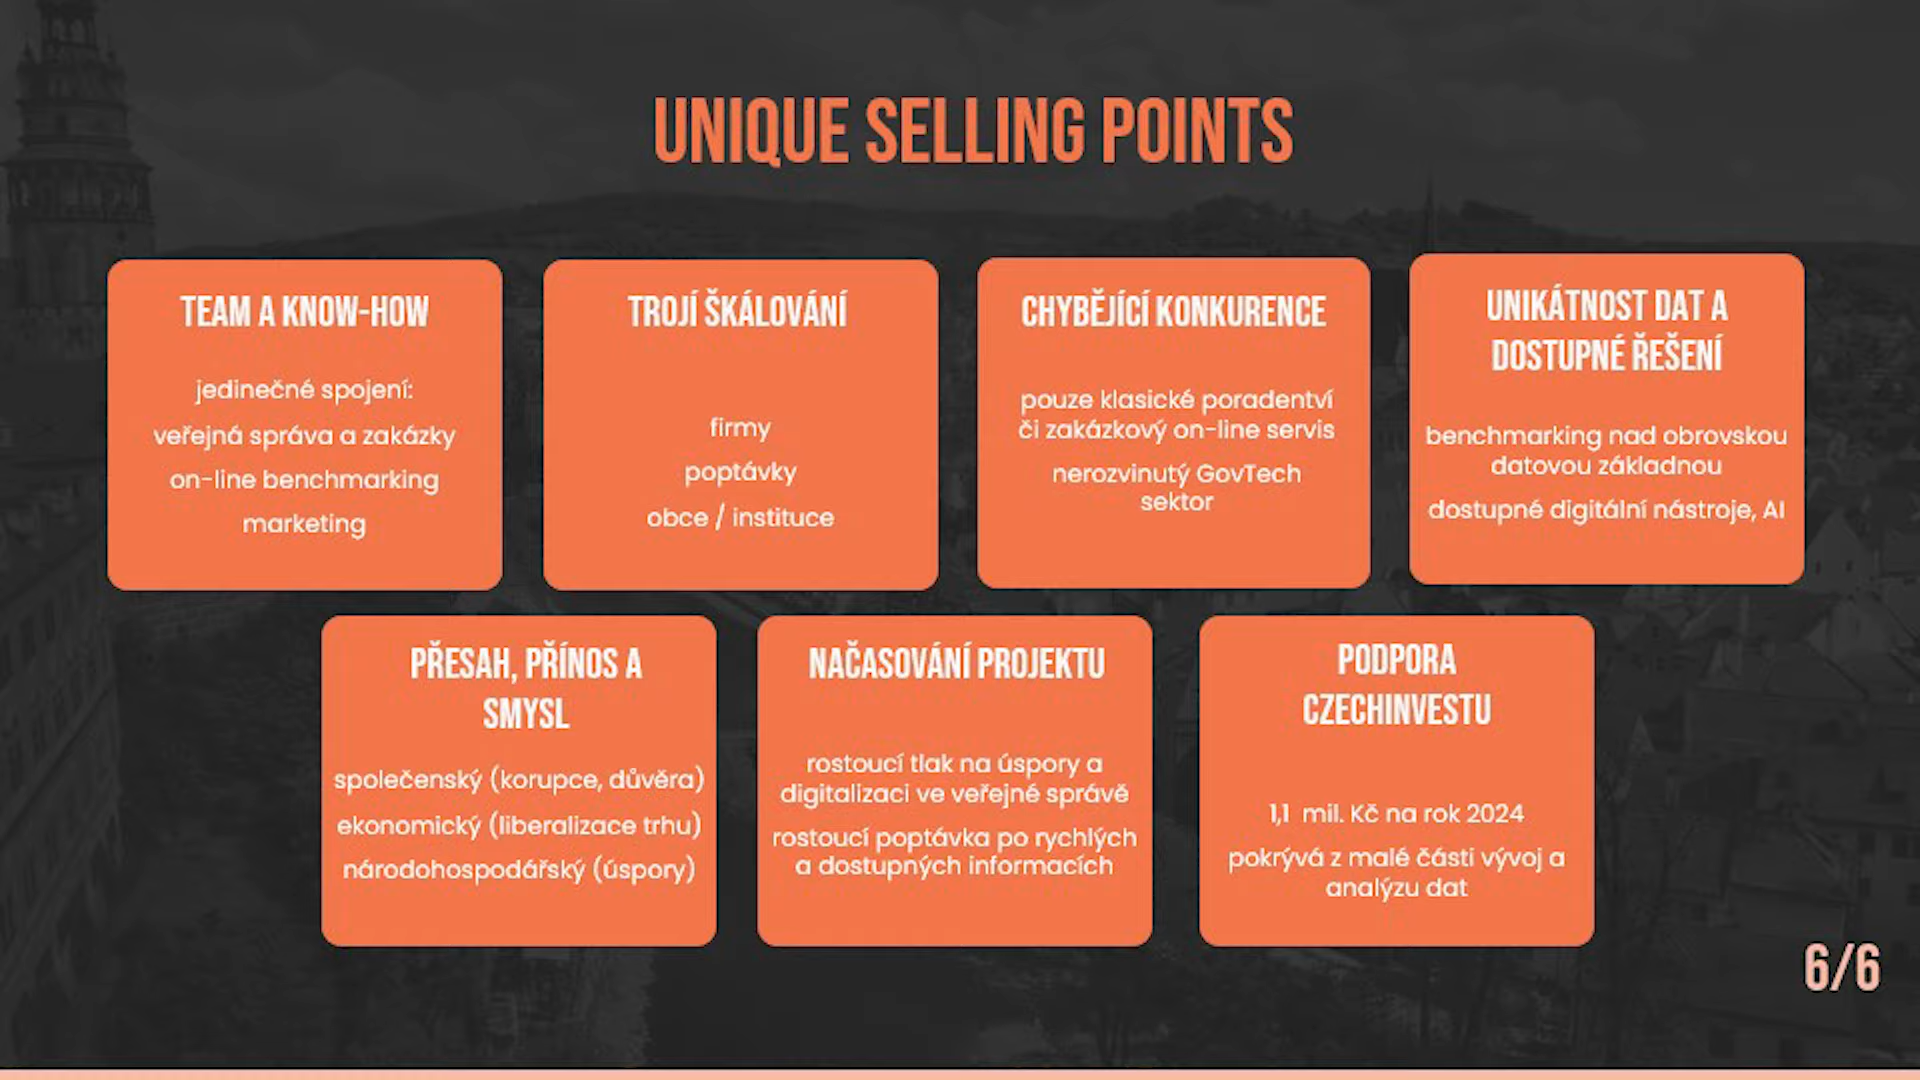 UNIQUE SELLING POINTS
TEAM A KNOW-HOW
jedinečné spojení:
veřejná správa a zakázky
on-line benchmarking
marketing
TROJÍ ŠKÁLOVÁNÍ
firmy
poptávky
obce / instituce
CHYBĚJÍCÍ KONKURENCE
pouze klasické poradentví
či zakázkový on-line servis
nerozvinutý GovTech
sektor
UNIKÁTNOST DAT A
DOSTUPNÉ ŘEŠENÍ
benchmarking nad obrovskou
datovou základnou
dostupné digitální nástroje, AI
PŘESAH, PŘÍNOS A
SMYSL
společenský (korupce, důvěra)
ekonomický (liberalizace trhu)
národohospodářský (úspory)
NAČASOVÁNÍ PROJEKTU
rostoucí tlak na úspory a
digitalizaci ve veřejné správě
rostoucí poptávka po rychlých
a dostupných informacích
PODPORA
CZECHINVESTU
1,1 mil. Kč na rok 2024
pokrývá z malé části vývoj a
analýzu dat
6/6